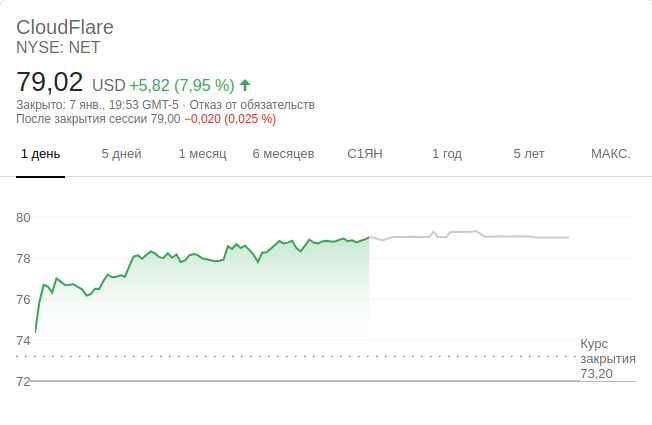 CloudFlare
NYSE: NET
79,02 USD +5,82 (7,95 %)
Закрыто: 7 янв., 19:53 GMT-5 · Отказ от обязательств
После закрытия сессии 79,00 −0,020 (0,025 %)
1 день 5 дней 1 месяц 6 месяцев С1ЯН 1 год 5 лет МАКС.
80
78
76
74
Курс
закрытия
73,20
72